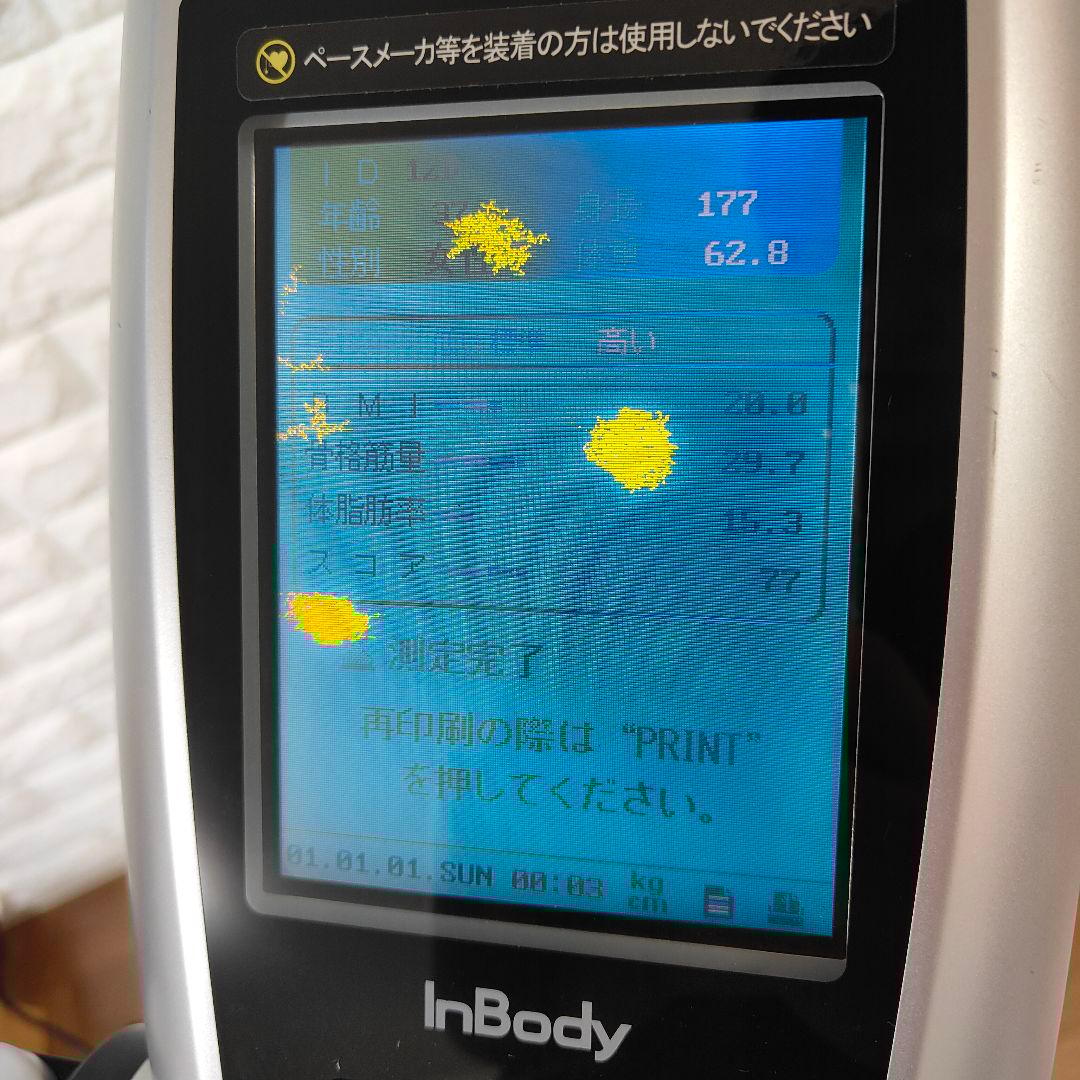 ペースメーカ等を装着の方は使用しないでください
ID
年齢 身長 177
性別 体重 62.8
標準 高い
BMI 20.0
骨格筋量 29.7
体脂肪率 15.3
スコア 77
測定完了
再印刷の際は “PRINT”
を押してください。
01.01.01.SUN 00:03 kg cm
InBody